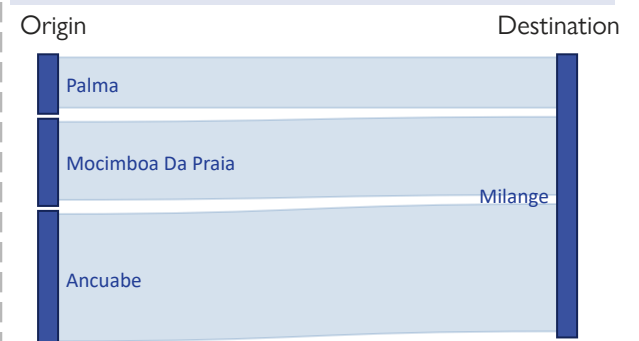 Origin
Destination
Palma
Mocimboa Da Praia
Milange
Ancuabe